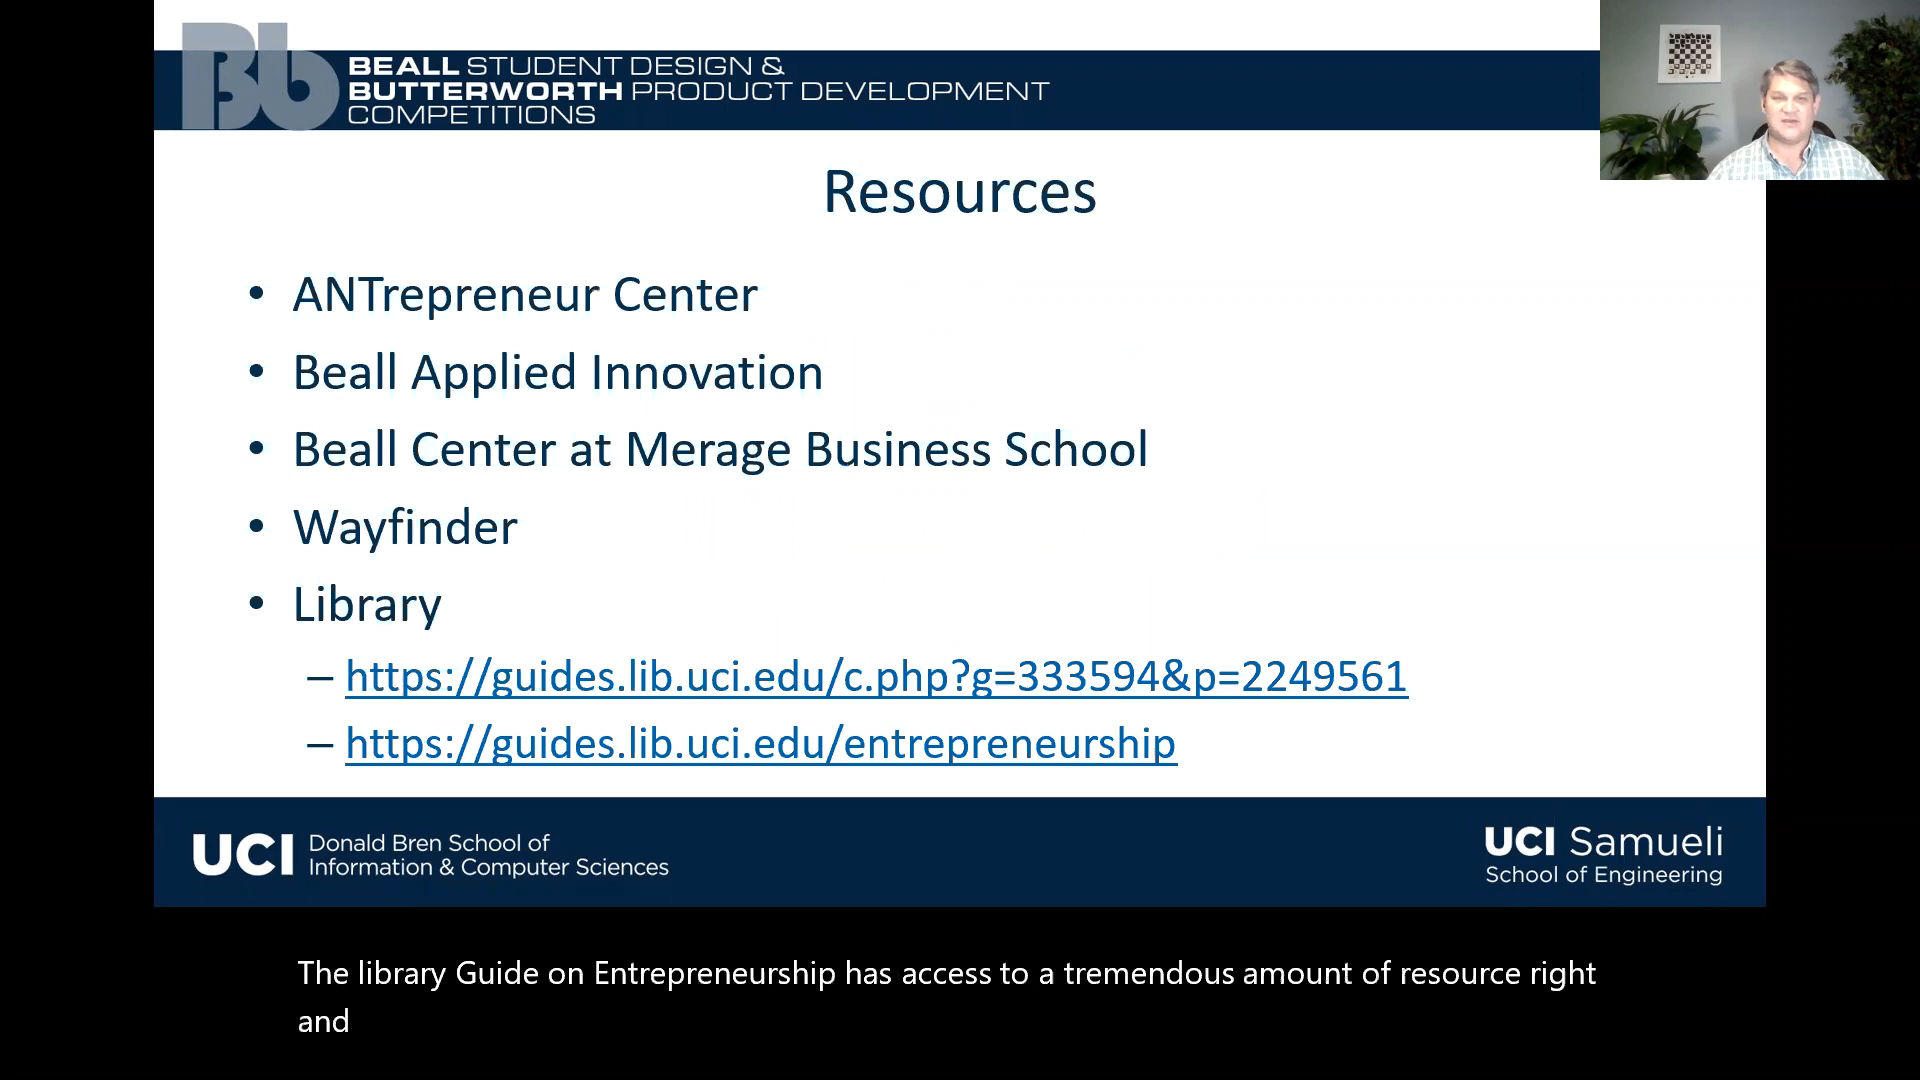 Bb
BEALL STUDENT DESIGN &
BUTTERWORTH PRODUCT DEVELOPMENT
COMPETITIONS
Resources
• ANTrepreneur Center
• Beall Applied Innovation
• Beall Center at Merage Business School
• Wayfinder
• Library
– https://guides.lib.uci.edu/c.php?g=333594&p=2249561
– https://guides.lib.uci.edu/entrepreneurship
UCI Donald Bren School of
Information & Computer Sciences
UCI Samueli
School of Engineering
The library Guide on Entrepreneurship has access to a tremendous amount of resource right
and